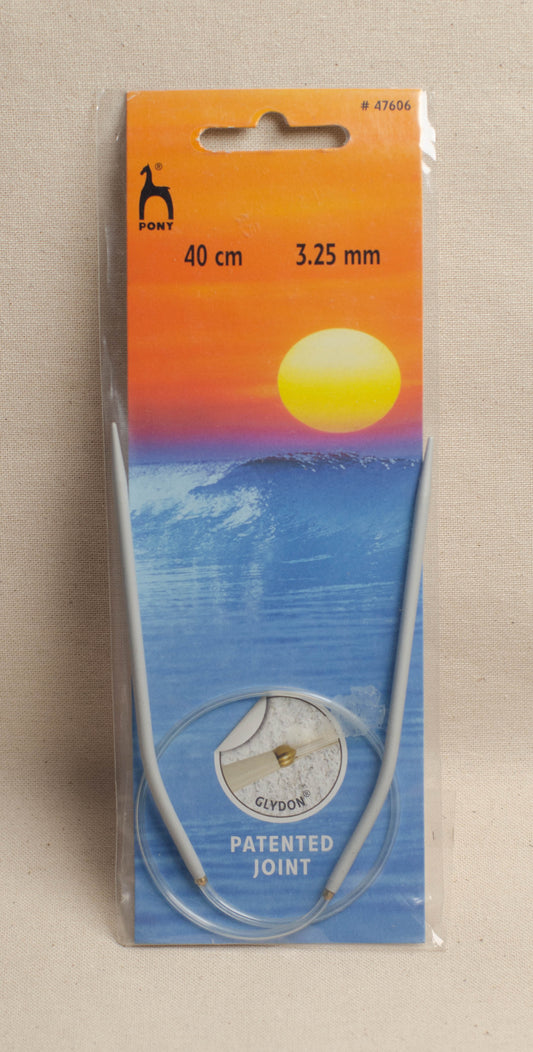 # 47606
®
PONY
40 cm 3.25 mm
GLYDON®
PATENTED
JOINT